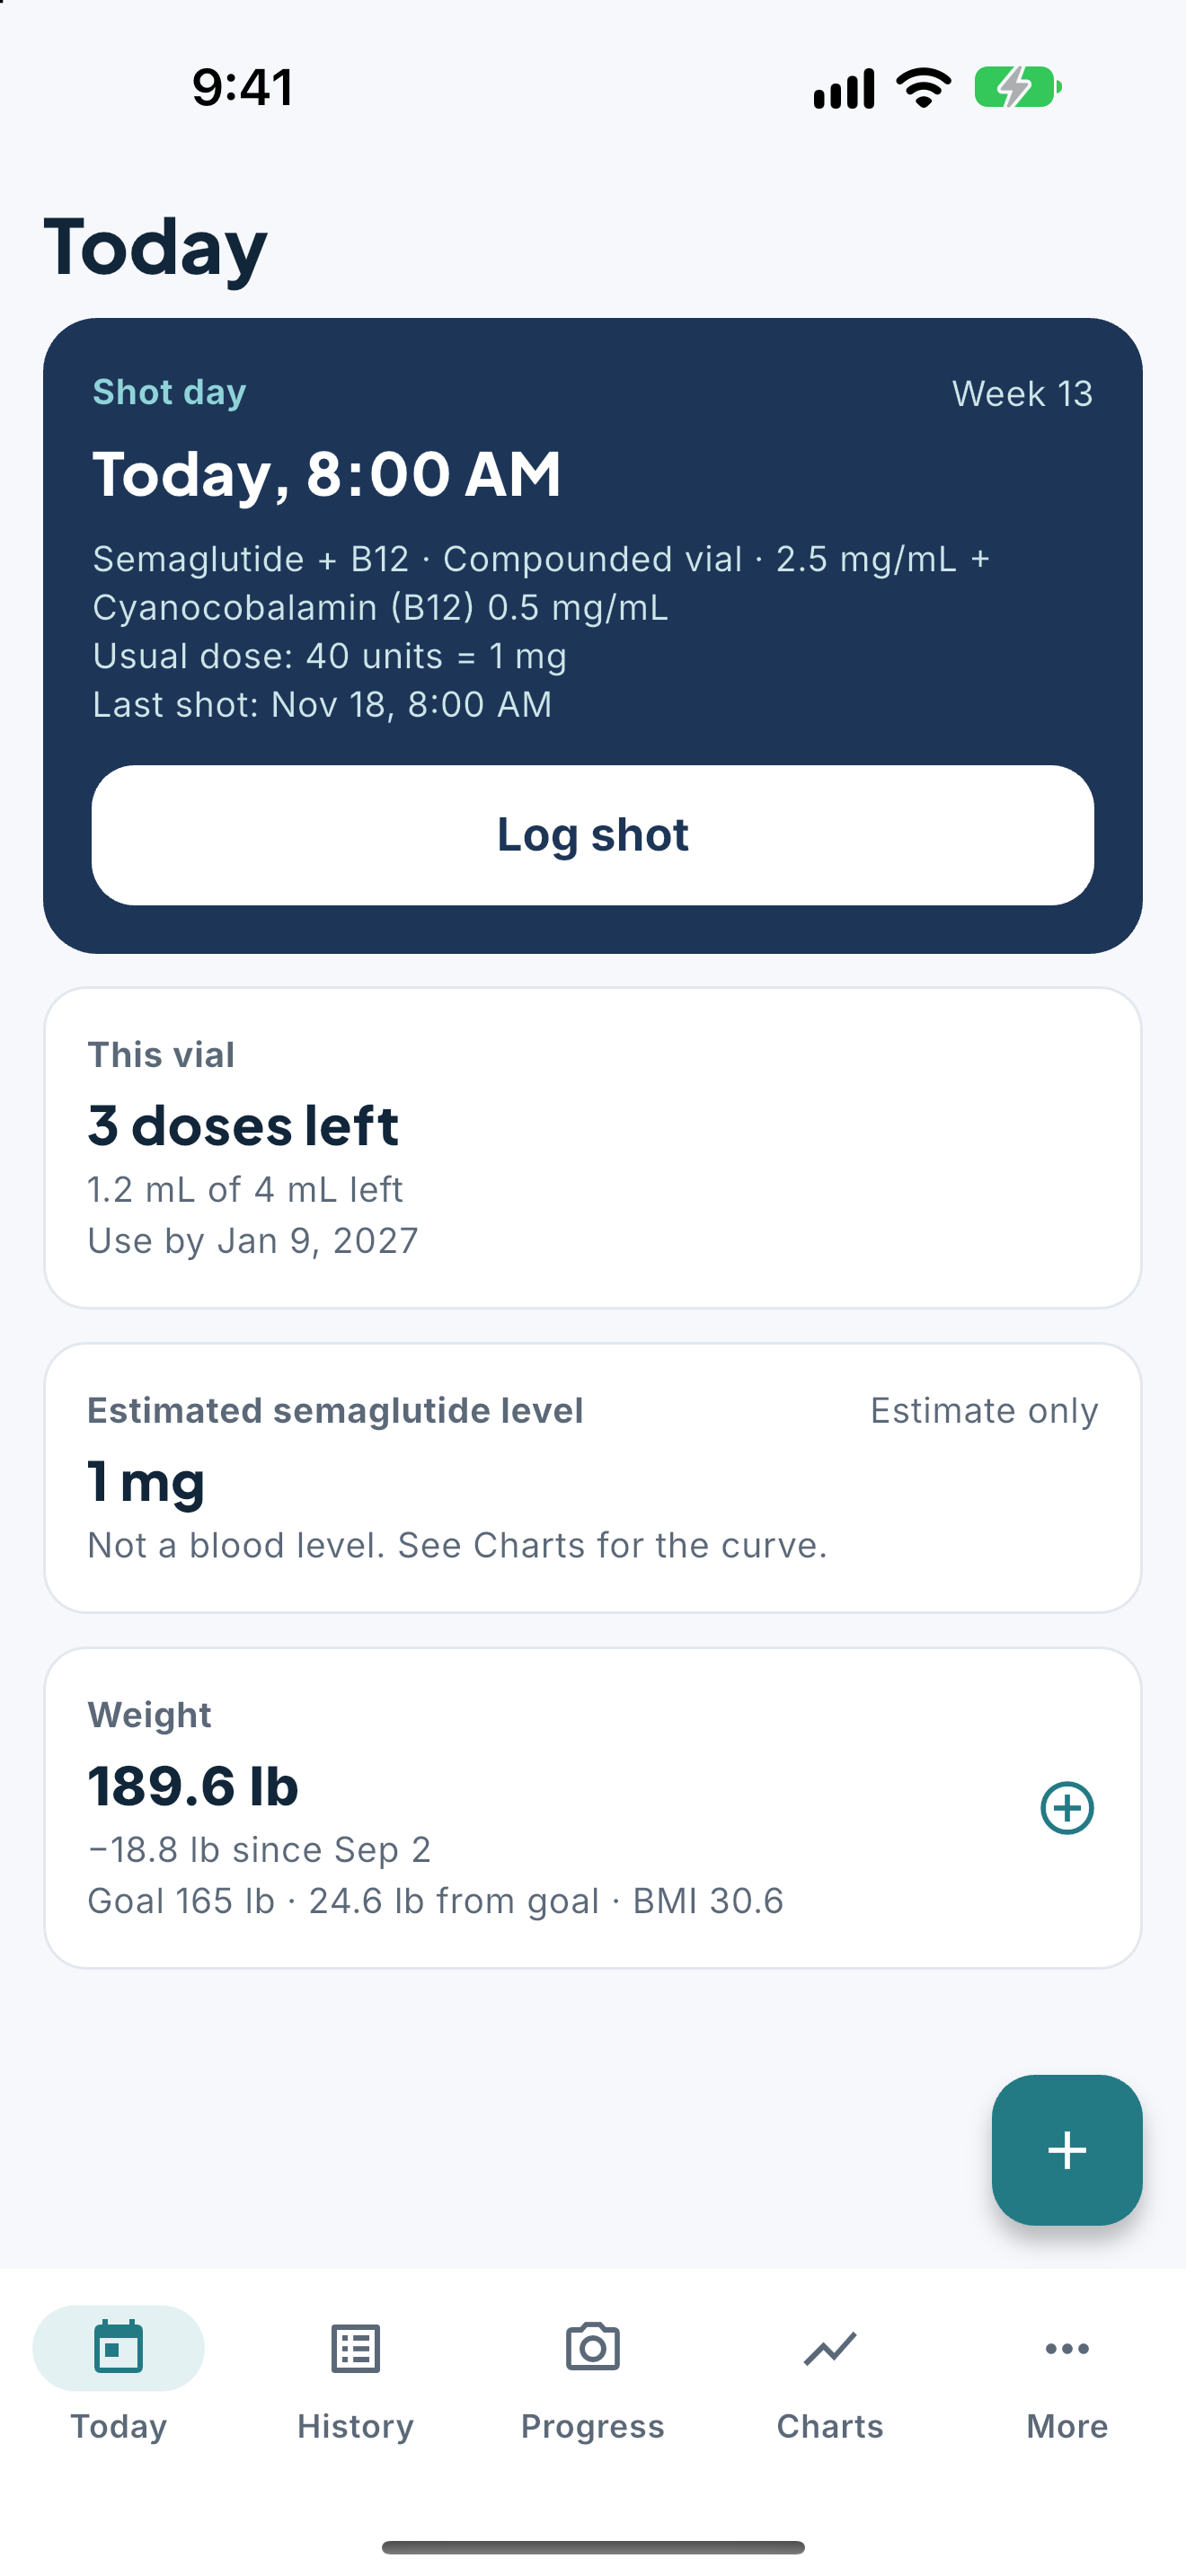 9:41
Today
Shot day
Week 13
Today, 8:00 AM
Semaglutide + B12 · Compounded vial · 2.5 mg/mL +
Cyanocobalamin (B12) 0.5 mg/mL
Usual dose: 40 units = 1 mg
Last shot: Nov 18, 8:00 AM
Log shot
This vial
3 doses left
1.2 mL of 4 mL left
Use by Jan 9, 2027
Estimated semaglutide level
Estimate only
1 mg
Not a blood level. See Charts for the curve.
Weight
189.6 lb
−18.8 lb since Sep 2
Goal 165 lb · 24.6 lb from goal · BMI 30.6
Today
History
Progress
Charts
More